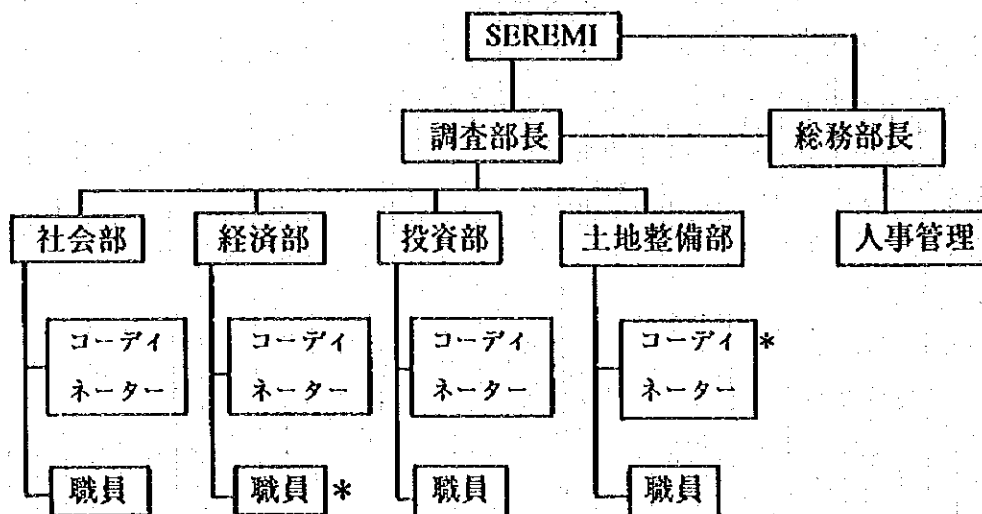 SEREMI
調査部長
総務部長
社会部
経済部
投資部
土地整備部
人事管理
コーディ
ネーター
コーディ
ネーター
コーディ
ネーター
コーディ
ネーター
*
職員
職員
*
職員
職員